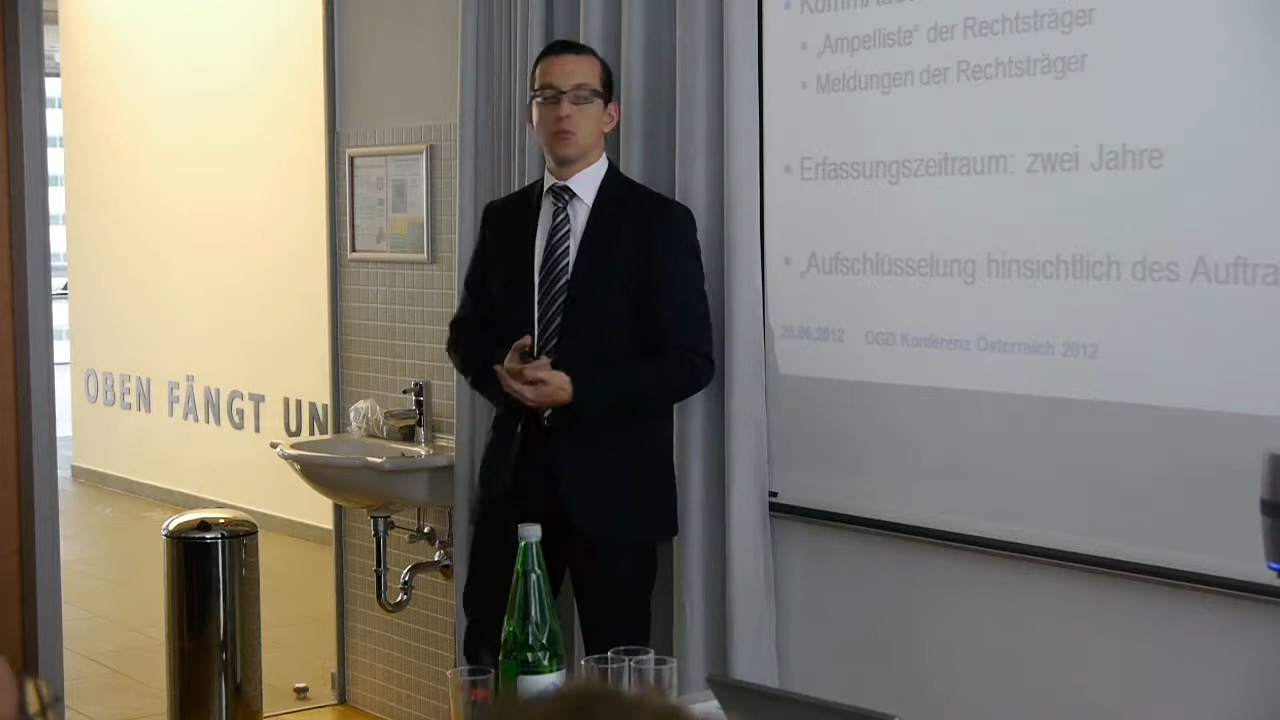 OBEN FÄNGT UN
„Ampelliste“ der Rechtsträger
Meldungen der Rechtsträger
Erfassungszeitraum: zwei Jahre
„Aufschlüsselung hinsichtlich des Auftra
26.06.2012 OGD Konferenz Österreich 2012